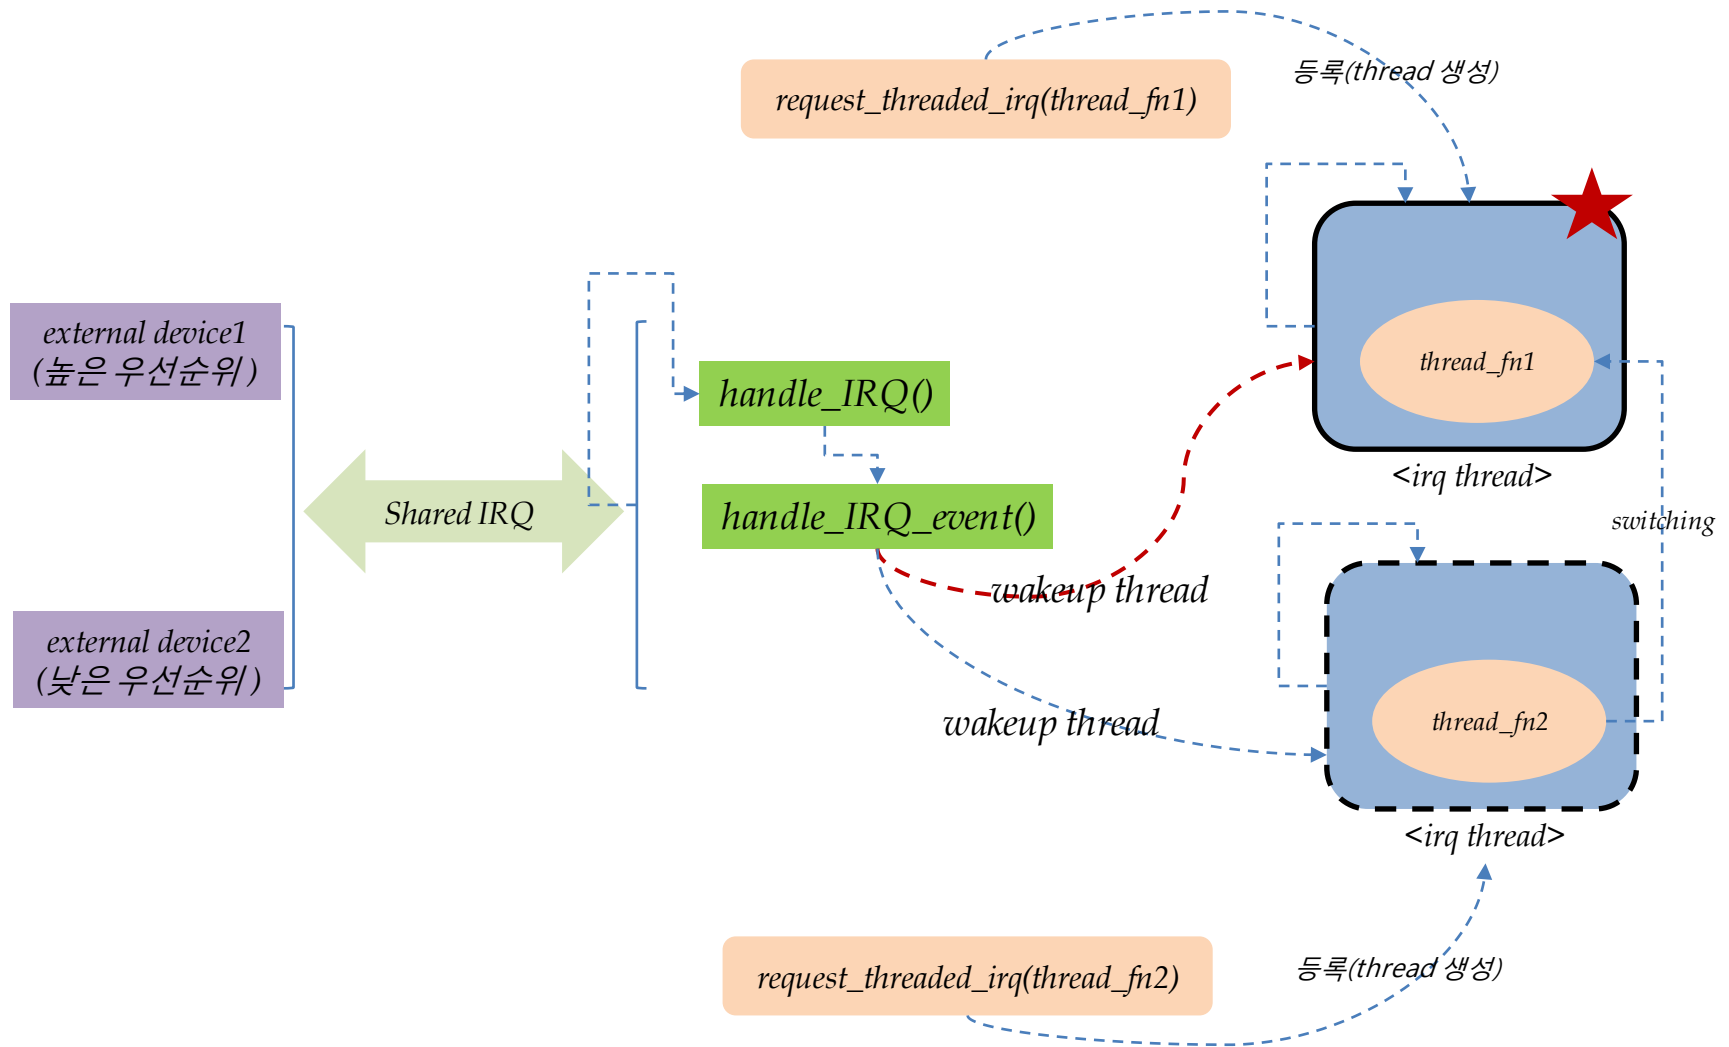 request_threaded_irq(thread_fn1)
등록(thread 생성)
external device1
(높은 우선순위)
handle_IRQ()
thread_fn1
<irq thread>
Shared IRQ
handle_IRQ_event()
switching
wakeup thread
external device2
(낮은 우선순위)
wakeup thread
thread_fn2
<irq thread>
request_threaded_irq(thread_fn2)
등록(thread 생성)